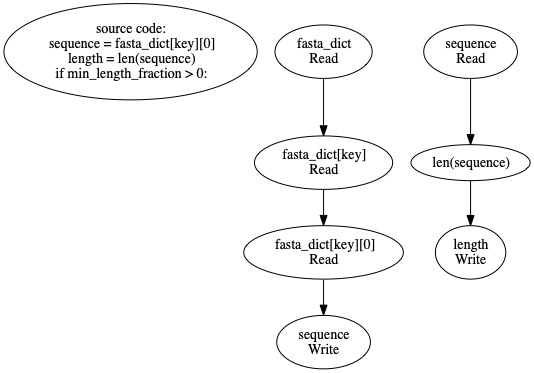 source code:
sequence = fasta_dict[key][0]
length = len(sequence)
if min_length_fraction > 0:
fasta_dict
Read
sequence
Read
fasta_dict[key]
Read
len(sequence)
fasta_dict[key][0]
Read
length
Write
sequence
Write